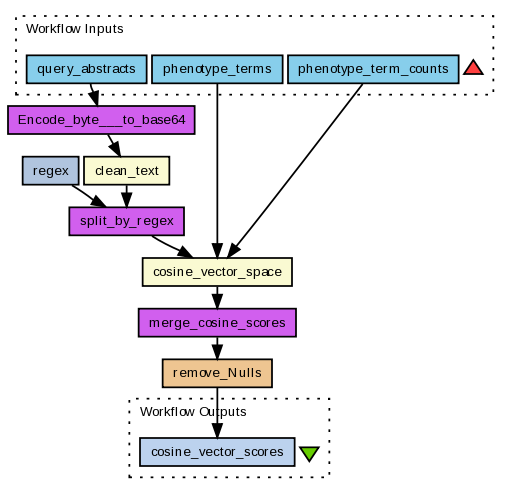 Workflow Inputs
query_abstracts
phenotype_terms
phenotype_term_counts
Encode_byte___to_base64
regex
clean_text
split_by_regex
cosine_vector_space
merge_cosine_scores
remove_Nulls
Workflow Outputs
cosine_vector_scores